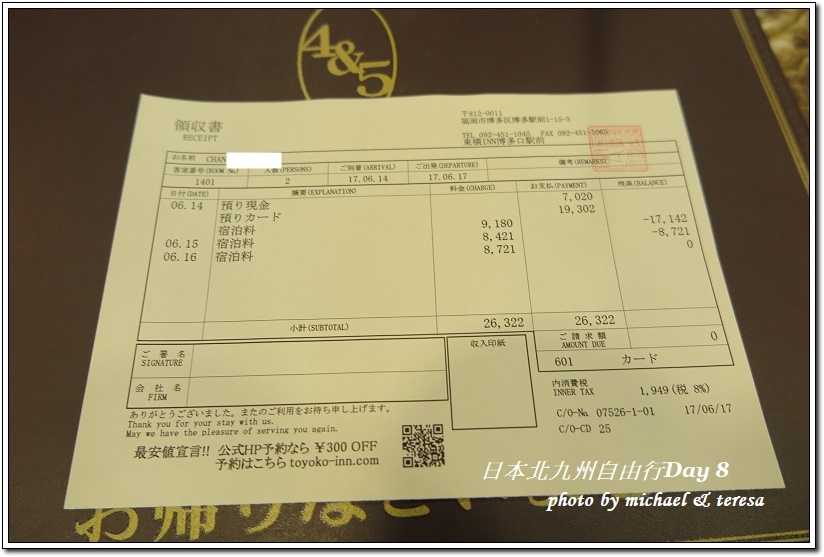 4&5
領収書
RECEIPT
〒812-0011
福岡市博多区博多駅前1-15-5
TEL 092-451-1045 FAX 092-451-1046
東横INN博多口駅前
お名前 CHAN
客室番号(ROOM No) 人数(PERSONS) ご到着(ARRIVAL) ご出発(DEPARTURE) 備考(REMARKS)
1401 2 17.06.14 17.06.17
日付(DATE) 摘要(EXPLANATION) 料金(CHARGE) お支払(PAYMENT) 残高(BALANCE)
06.14 預り現金 7,020
預りカード 19,302
宿泊料 9,180 -17,142
06.15 宿泊料 8,421 -8,721
06.16 宿泊料 8,721 0
小計(SUBTOTAL) 26,322 26,322
ご署名
SIGNATURE
会社名
FIRM
収入印紙
ご請求額
AMOUNT DUE 0
601 カード
内消費税
INNER TAX 1,949(税 8%)
C/O-No. 07526-1-01 17/06/17
C/O-CD 25
ありがとうございました。またのご利用をお待ち申し上げます。
Thank you for your stay with us.
May we have the pleasure of serving you again.
最安値宣言!! 公式HP予約なら ¥300 OFF
予約はこちら toyoko-inn.com
日本北九州自由行Day 8
photo by michael & teresa